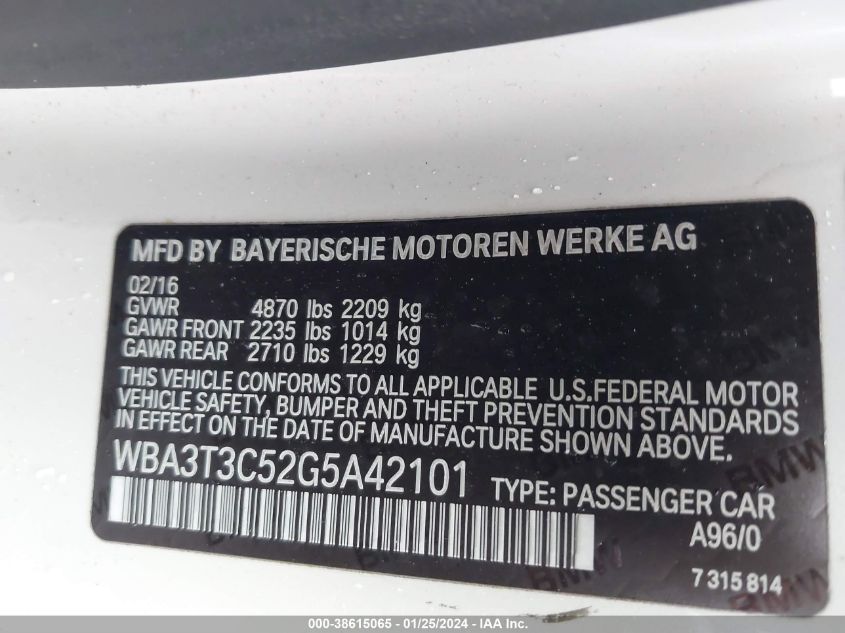 MFD BY BAYERISCHE MOTOREN WERKE AG
02/16
GVWR 4870 lbs 2209 kg
GAWR FRONT 2235 lbs 1014 kg
GAWR REAR 2710 lbs 1229 kg
THIS VEHICLE CONFORMS TO ALL APPLICABLE U.S.FEDERAL MOTOR
VEHICLE SAFETY, BUMPER AND THEFT PREVENTION STANDARDS
IN EFFECT ON THE DATE OF MANUFACTURE SHOWN ABOVE.
WBA3T3C52G5A42101 TYPE: PASSENGER CAR
A96/0
7 315 814
000-38615065 - 01/25/2024 - IAA Inc.